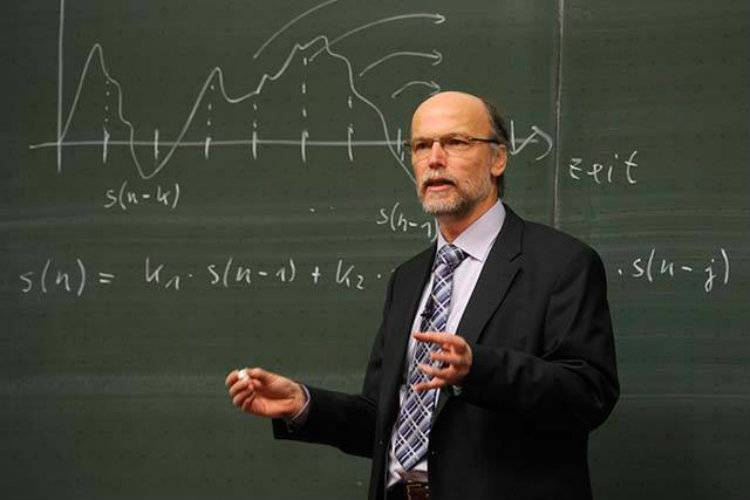 Zeit
s(n-k)
... s(n-1)
s(n) = k₁ · s(n-1) + k₂ · · s(n-j)